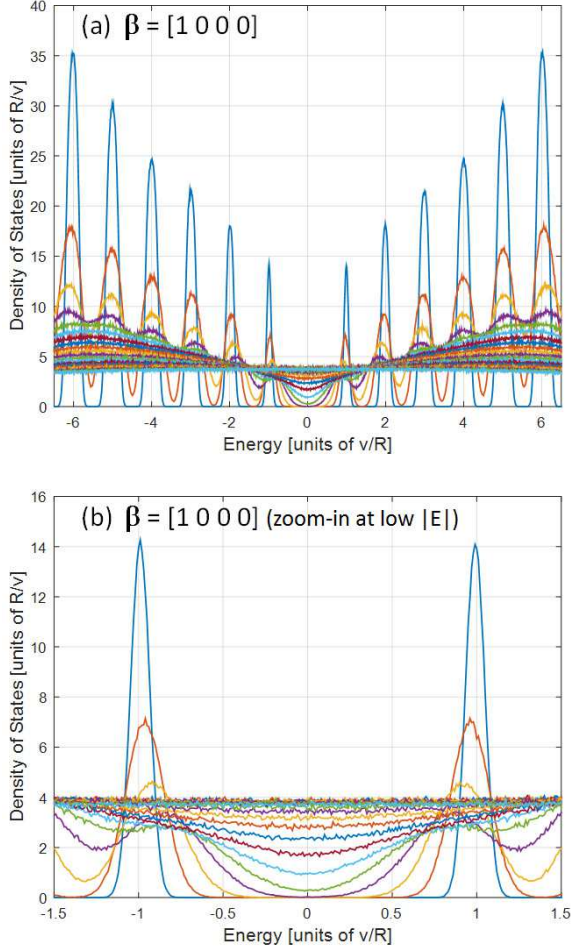 (a) β = [1 0 0 0]
Density of States [units of R/v]
40
35
30
25
20
15
10
5
0
-6 -4 -2 0 2 4 6
Energy [units of v/R]
(b) β = [1 0 0 0] (zoom-in at low |E|)
Density of States [units of R/v]
16
14
12
10
8
6
4
2
0
-1.5 -1 -0.5 0 0.5 1 1.5
Energy [units of v/R]